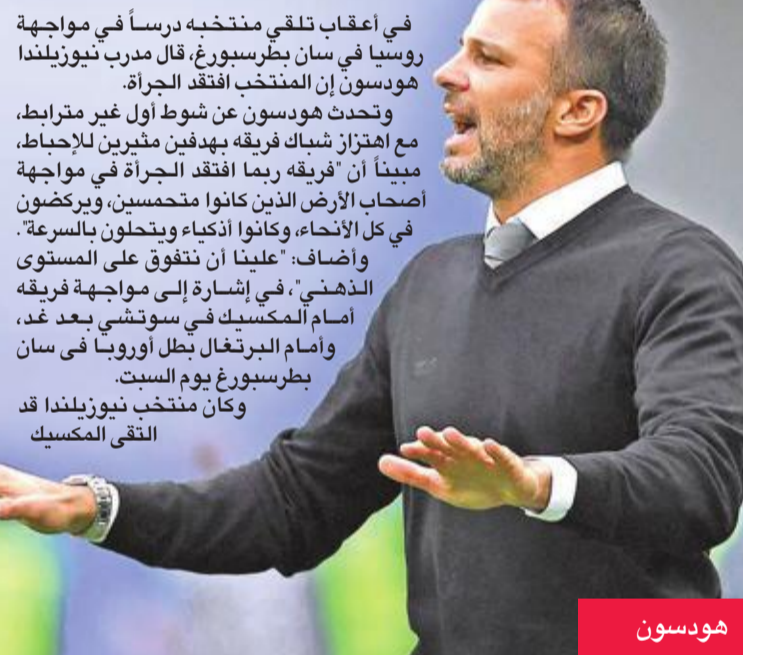 في أعقاب تلقي منتخبه درساً في مواجهة
روسيا في سان بطرسبورغ، قال مدرب نيوزيلندا
هودسون إن المنتخب افتقد الجرأة.
وتحدث هودسون عن شوط أول غير مترابط،
مع اهتزاز شباك فريقه بهدفين مثيرين للإحباط،
مبيناً أن "فريقه ربما افتقد الجرأة في مواجهة
أصحاب الأرض الذين كانوا متحمسين، ويركضون
في كل الأنحاء، وكانوا أذكياء ويتحلون بالسرعة".
وأضاف: "علينا أن نتفوق على المستوى
الذهني"، في إشارة إلى مواجهة فريقه
أمام المكسيك في سوتشي بعد غد،
وأمام البرتغال بطل أوروبا فى سان
بطرسبورغ يوم السبت.
وكان منتخب نيوزيلندا قد
التقى المكسيك
هودسون